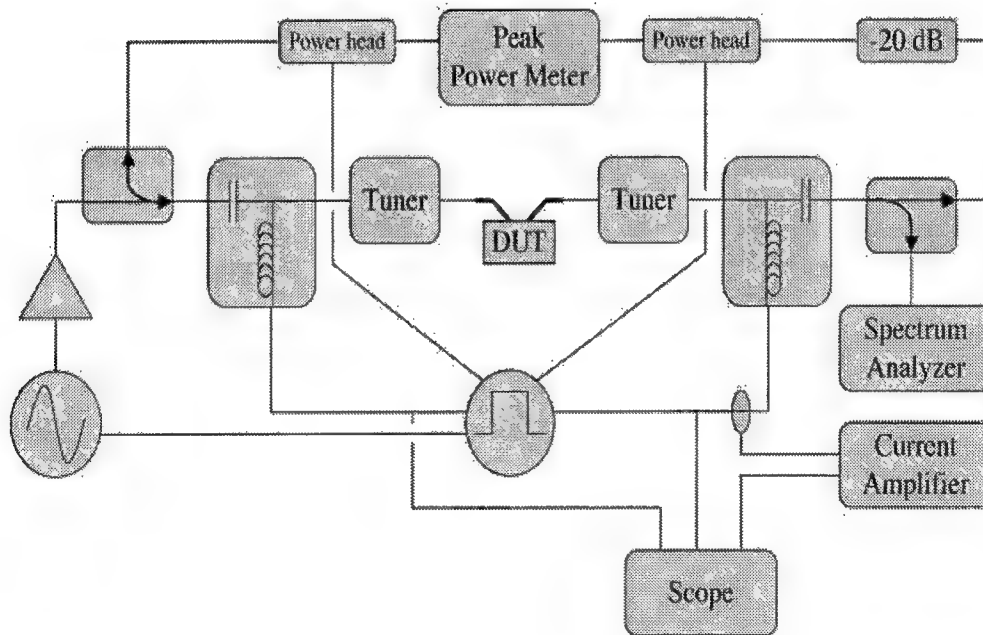 Power head
Peak
Power Meter
Power head
-20 dB
Tuner
DUT
Tuner
Spectrum
Analyzer
Current
Amplifier
Scope